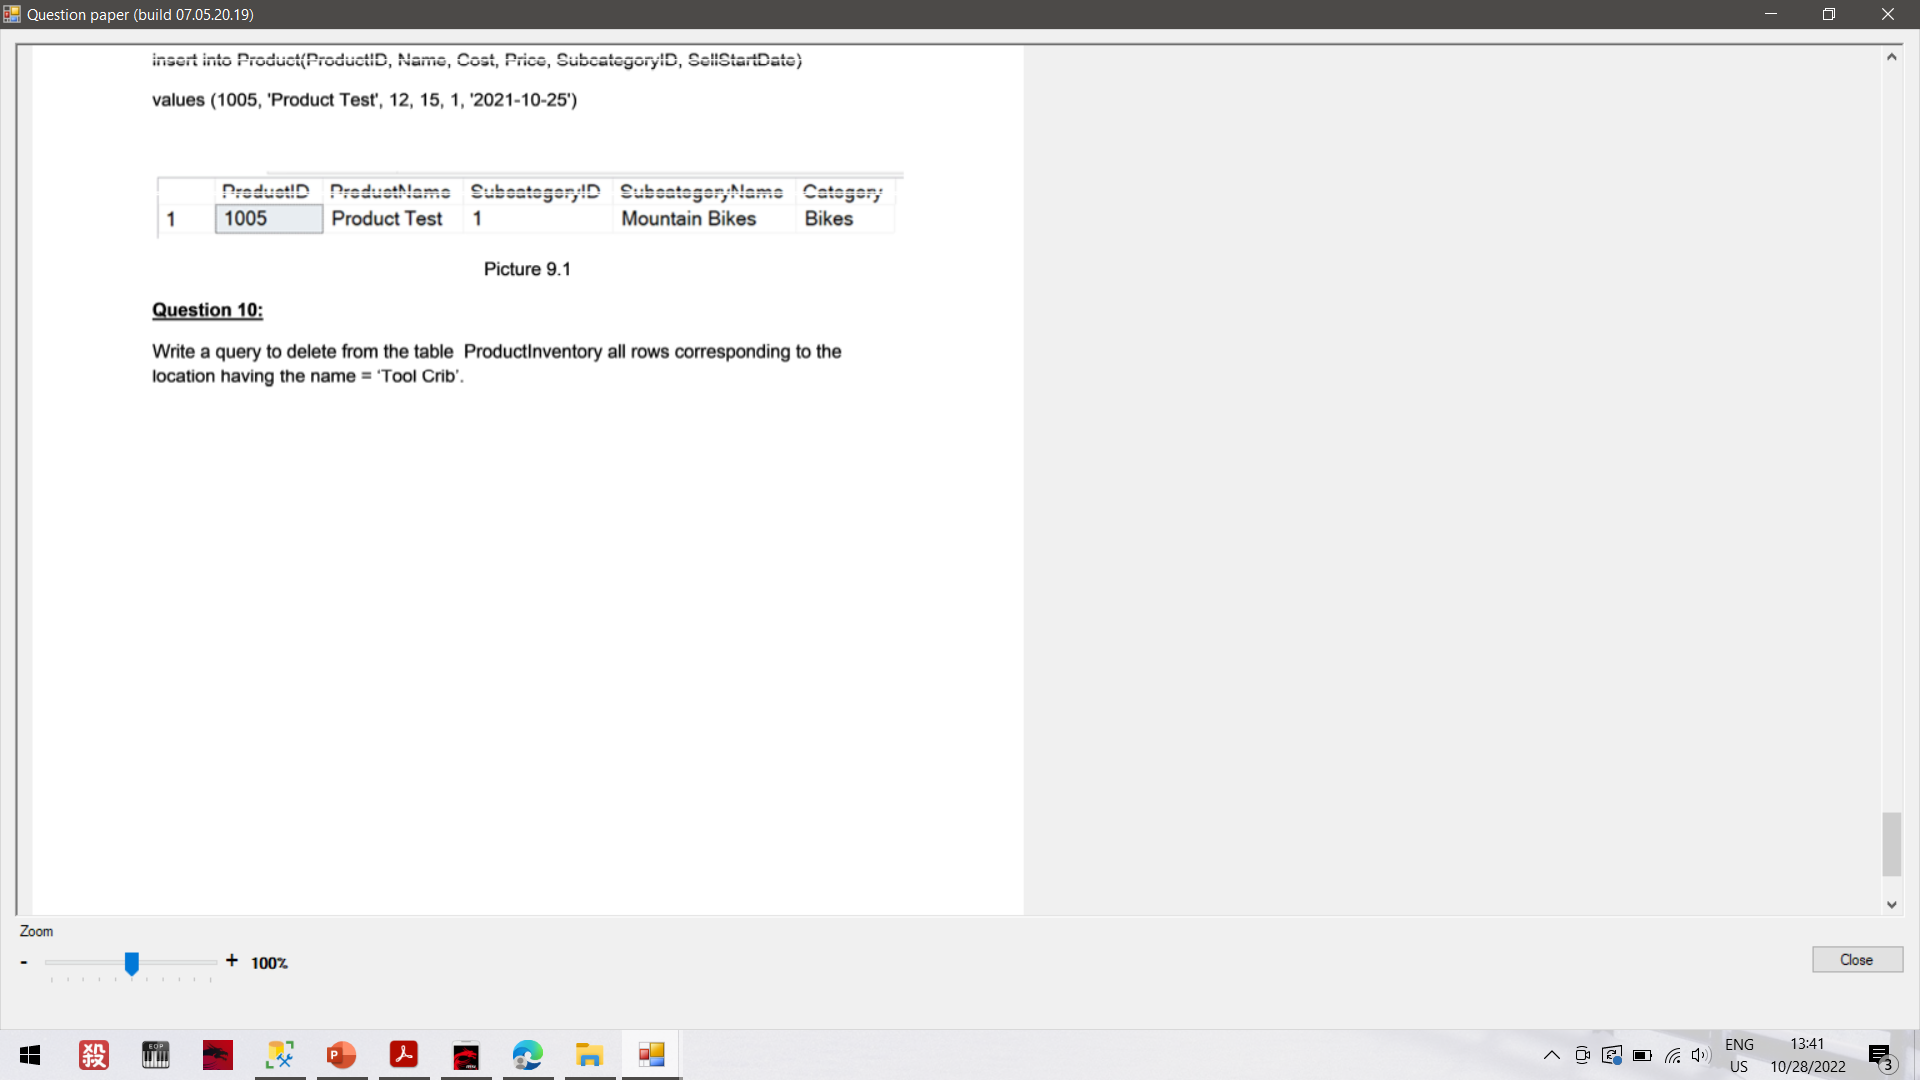 Question paper (build 07.05.20.19)
insert into Product(ProductID, Name, Cost, Price, SubcategoryID, SellStartDate)
values (1005, 'Product Test', 12, 15, 1, '2021-10-25')
ProductID ProductName SubcategoryID SubcategoryName Category
1 1005 Product Test 1 Mountain Bikes Bikes
Picture 9.1
Question 10:
Write a query to delete from the table ProductInventory all rows corresponding to the
location having the name = ‘Tool Crib’.
Zoom
- + 100%
Close
殺
EOP
P
ENG
US
13:41
10/28/2022
3